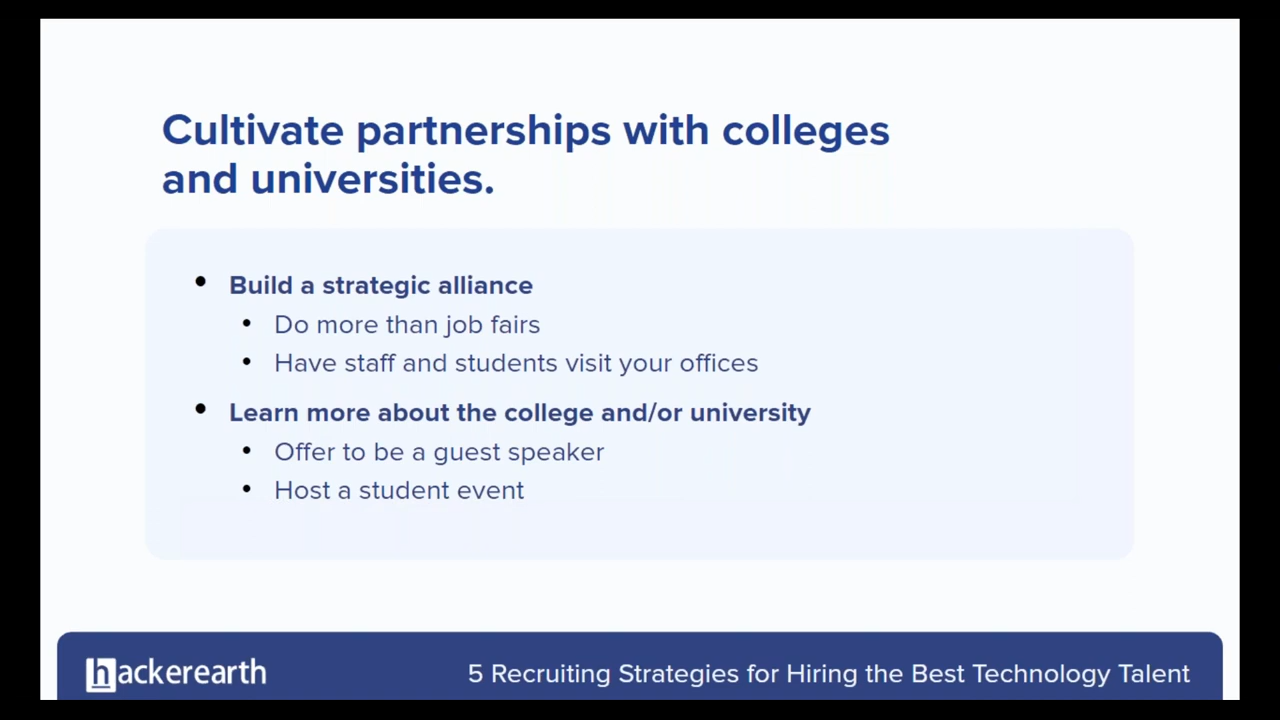 Cultivate partnerships with colleges
and universities.
• Build a strategic alliance
• Do more than job fairs
• Have staff and students visit your offices
• Learn more about the college and/or university
• Offer to be a guest speaker
• Host a student event
hackerearth
5 Recruiting Strategies for Hiring the Best Technology Talent